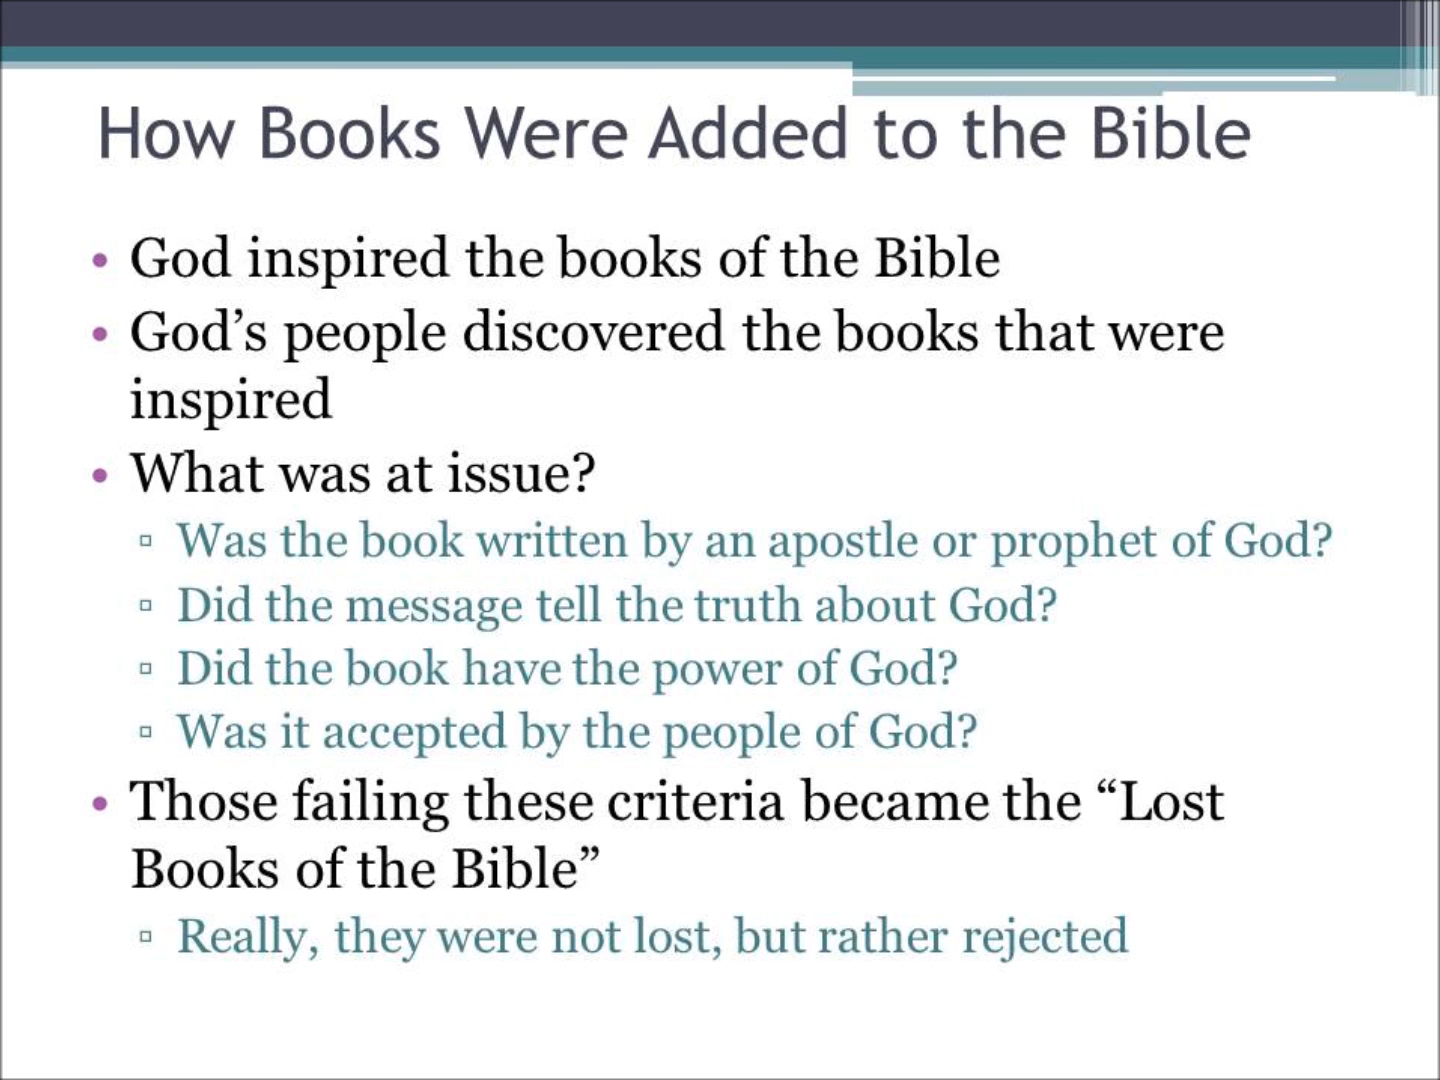 How Books Were Added to the Bible
• God inspired the books of the Bible
• God’s people discovered the books that were
inspired
• What was at issue?
▫ Was the book written by an apostle or prophet of God?
▫ Did the message tell the truth about God?
▫ Did the book have the power of God?
▫ Was it accepted by the people of God?
• Those failing these criteria became the “Lost
Books of the Bible”
▫ Really, they were not lost, but rather rejected